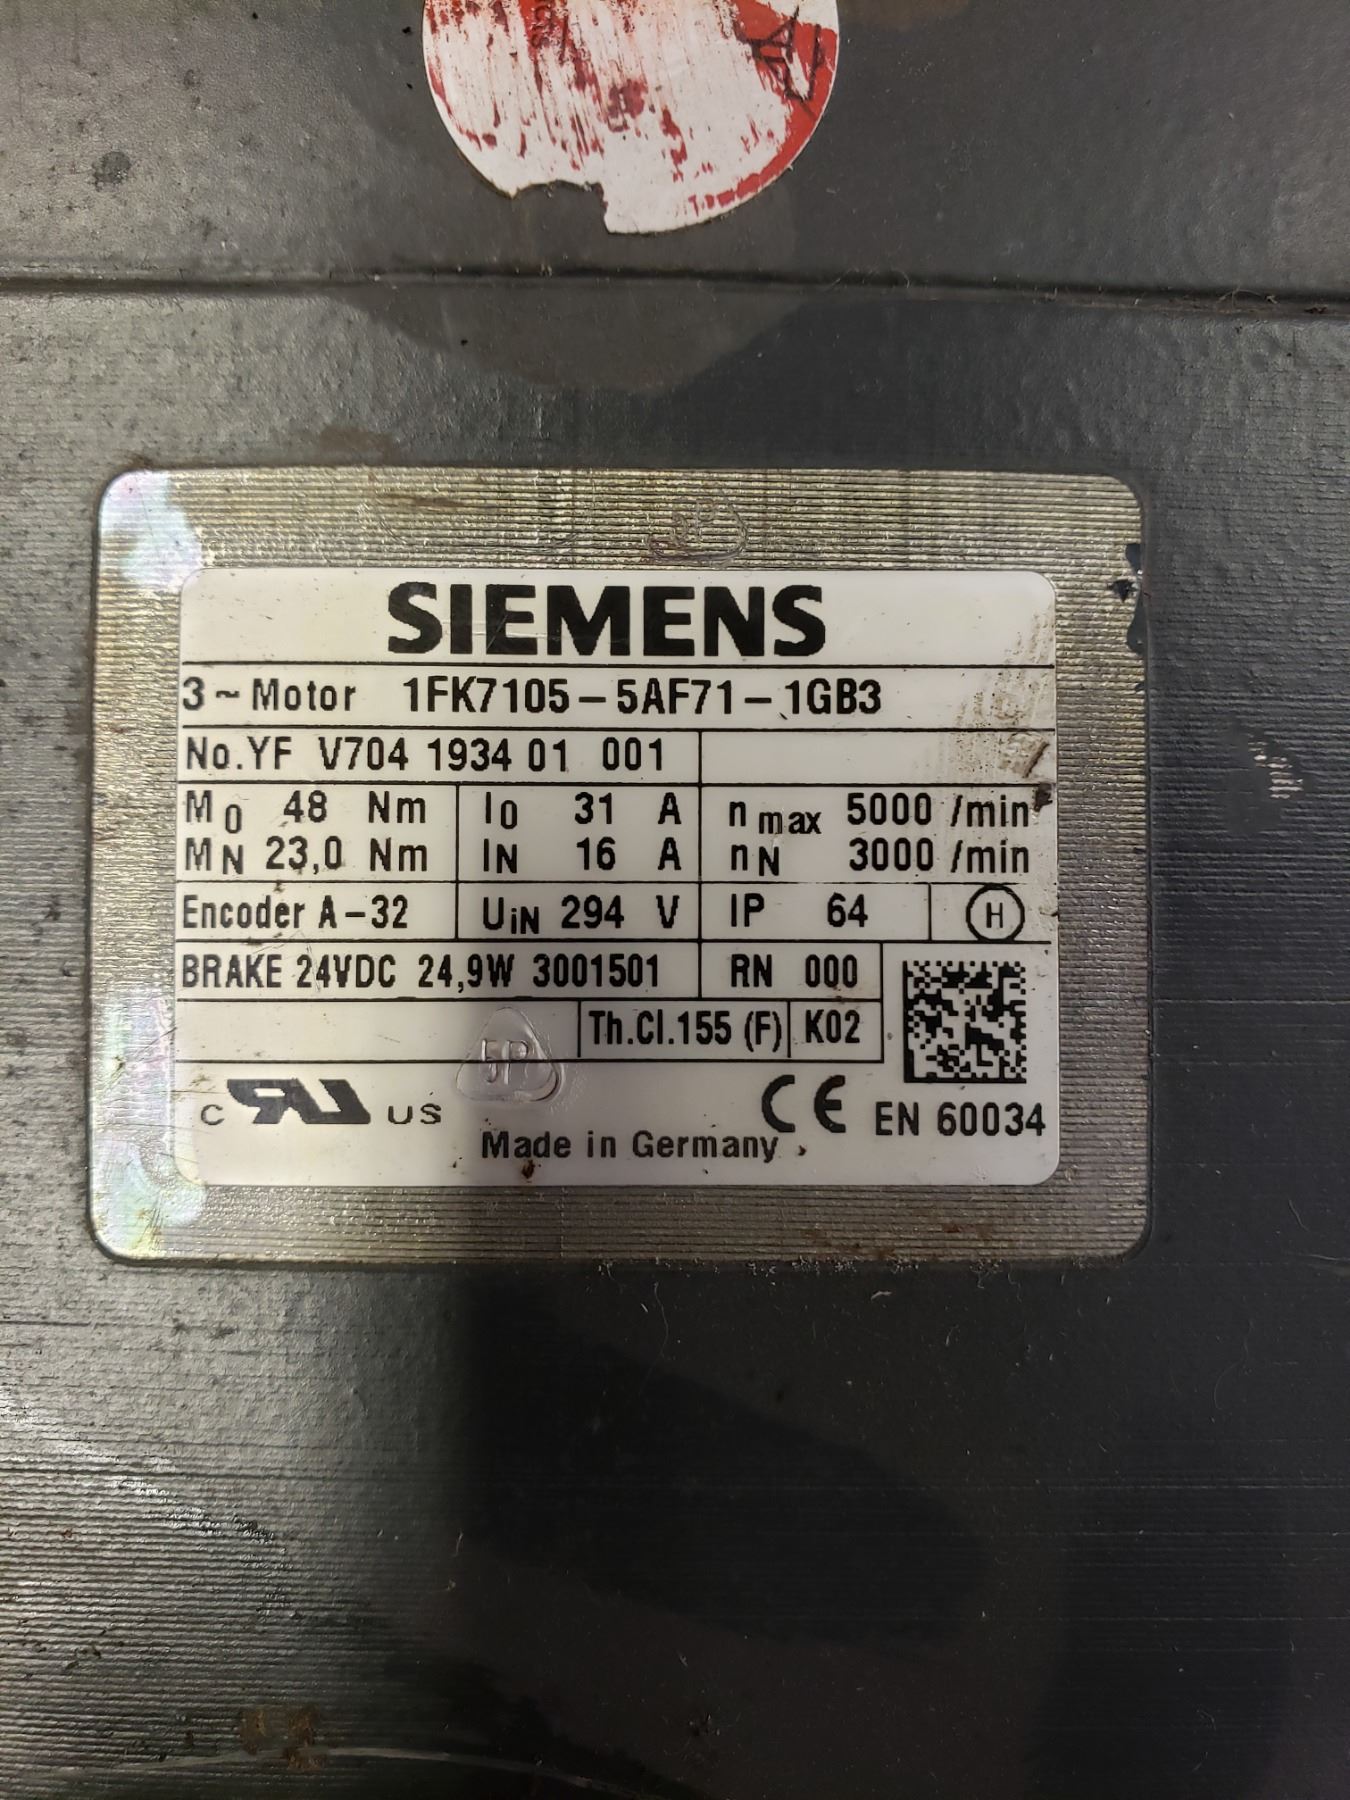 SIEMENS
3~Motor 1FK7105-5AF71-1GB3
No.YF V704 1934 01 001
M0 48 Nm I0 31 A nmax 5000 /min
MN 23,0 Nm IN 16 A nN 3000 /min
Encoder A-32 UiN 294 V IP 64 H
BRAKE 24VDC 24,9W 3001501 RN 000
Th.Cl.155 (F) K02
5P
c RU US CE EN 60034
Made in Germany